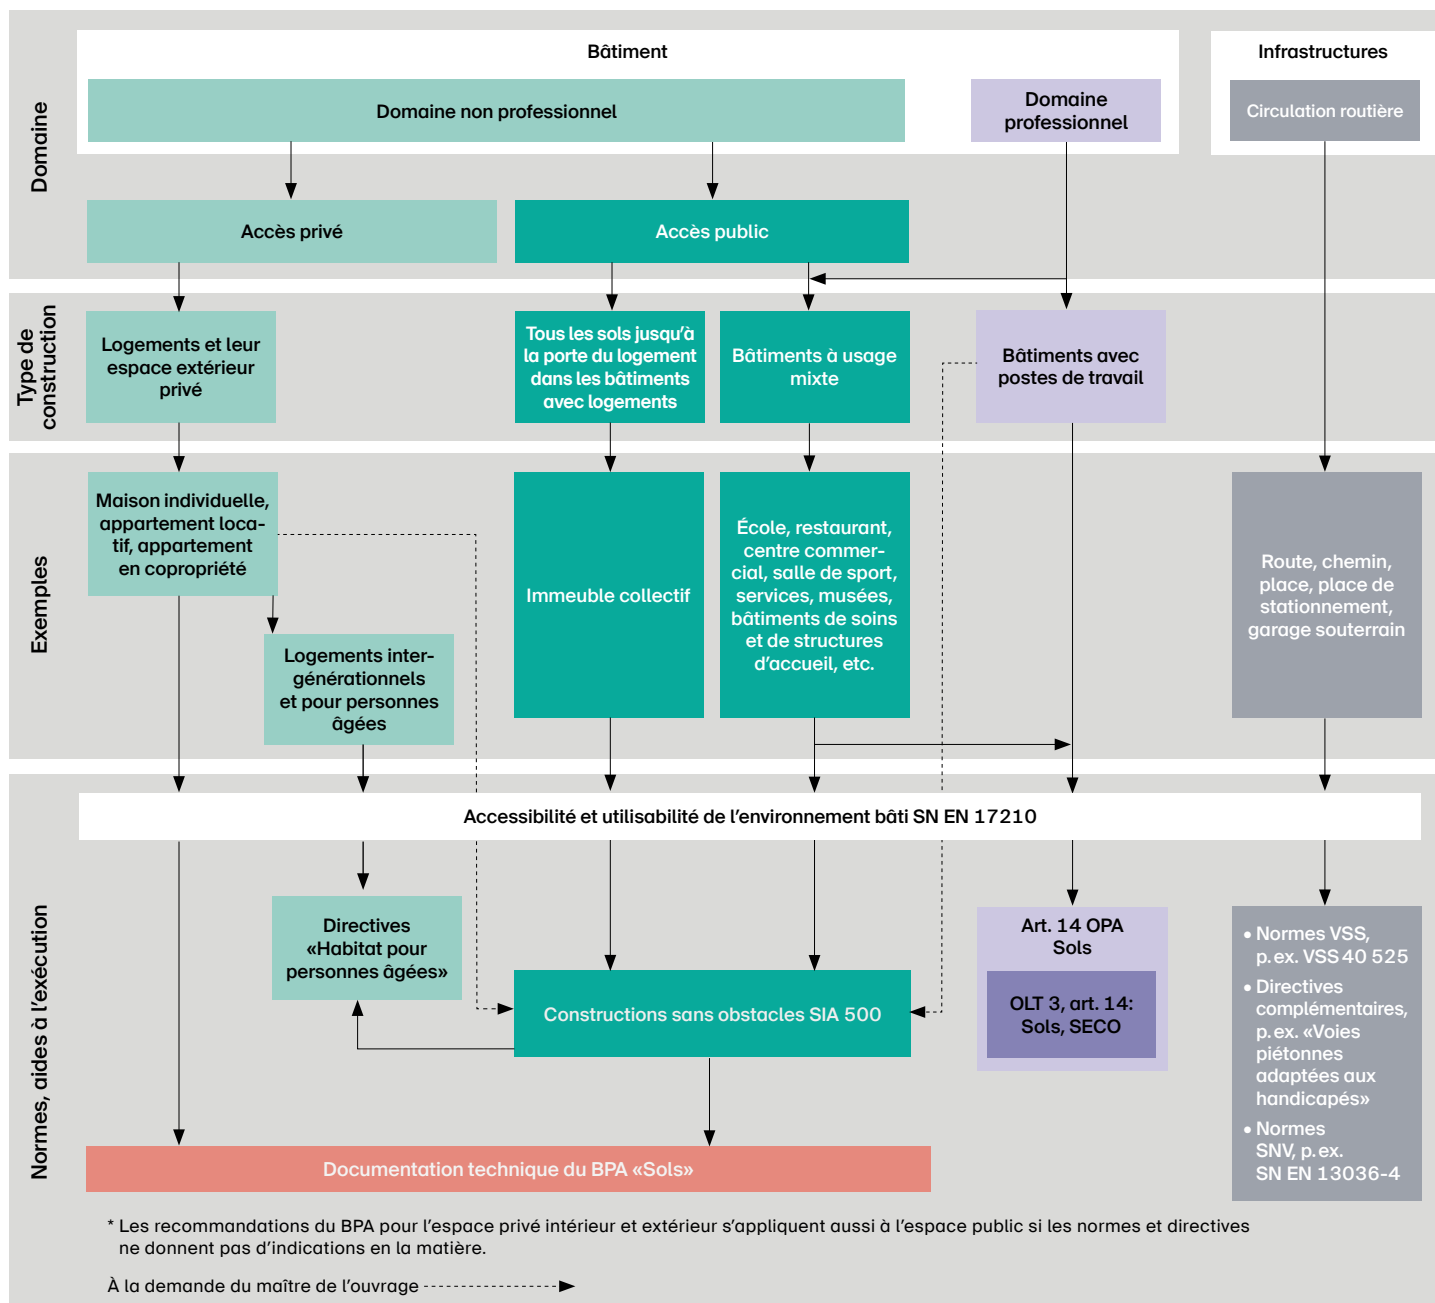 Bâtiment
Infrastructures
Domaine
Domaine non professionnel
Domaine
professionnel
Circulation routière
Accès privé
Accès public
Type de
construction
Logements et leur
espace extérieur
privé
Tous les sols jusqu’à
la porte du logement
dans les bâtiments
avec logements
Bâtiments à usage
mixte
Bâtiments avec
postes de travail
Exemples
Maison individuelle,
appartement loca-
tif, appartement
en copropriété
Logements inter-
générationnels
et pour personnes
âgées
Immeuble collectif
École, restaurant,
centre commer-
cial, salle de sport,
services, musées,
bâtiments de soins
et de structures
d’accueil, etc.
Route, chemin,
place, place de
stationnement,
garage souterrain
Normes, aides à l’exécution
Accessibilité et utilisabilité de l’environnement bâti SN EN 17210
Directives
«Habitat pour
personnes âgées»
Constructions sans obstacles SIA 500
Art. 14 OPA
Sols
OLT 3, art. 14:
Sols, SECO
• Normes VSS,
p. ex. VSS 40 525
• Directives
complémentaires,
p. ex. «Voies
piétonnes
adaptées aux
handicapés»
• Normes
SNV, p. ex.
SN EN 13036-4
Documentation technique du BPA «Sols»
* Les recommandations du BPA pour l’espace privé intérieur et extérieur s’appliquent aussi à l’espace public si les normes et directives
ne donnent pas d’indications en la matière.
À la demande du maître de l’ouvrage